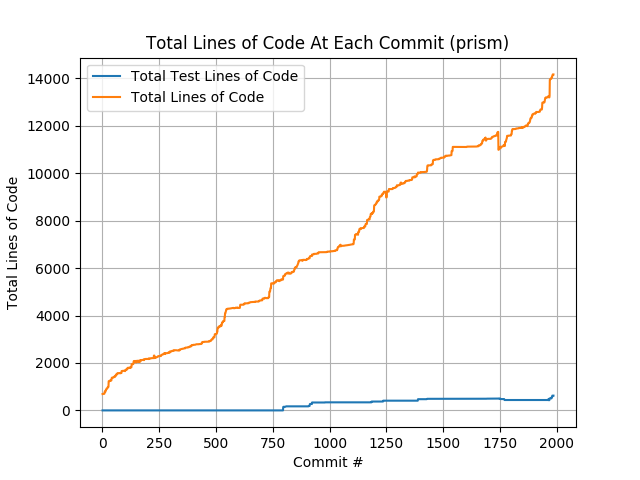 Total Lines of Code At Each Commit (prism)
Total Test Lines of Code
Total Lines of Code
Total Lines of Code
14000
12000
10000
8000
6000
4000
2000
0
0 250 500 750 1000 1250 1500 1750 2000
Commit #